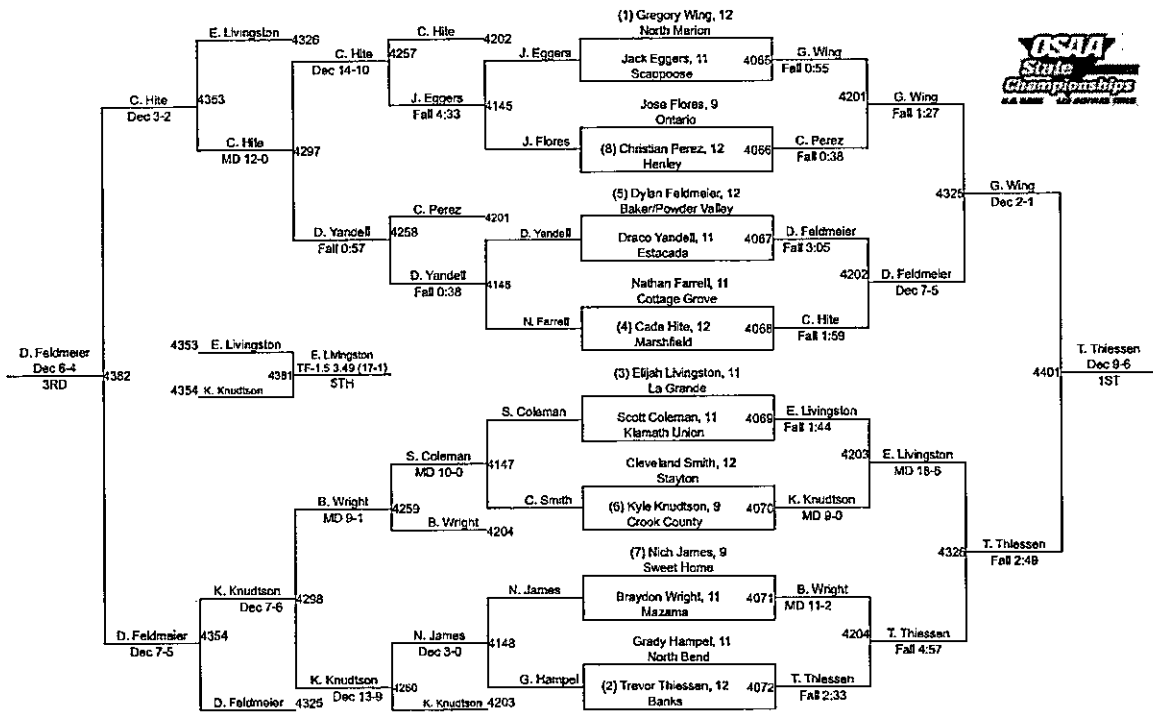 OSAA
State
Championships
(1) Gregory Wing, 12
North Marion
Jack Eggers, 11
Scappoose
4065
Jose Flores, 9
Ontario
(8) Christian Perez, 12
Henley
4066
(5) Dylan Feldmeier, 12
Baker/Powder Valley
Draco Yandell, 11
Estacada
4067
Nathan Farrell, 11
Cottage Grove
(4) Cade Hite, 12
Marshfield
4068
(3) Elijah Livingston, 11
La Grande
Scott Coleman, 11
Klamath Union
4069
Cleveland Smith, 12
Stayton
(6) Kyle Knudtson, 9
Crook County
4070
(7) Nich James, 9
Sweet Home
Braydon Wright, 11
Mazama
4071
Grady Hampel, 11
North Bend
(2) Trevor Thiessen, 12
Banks
4072
G. Wing
Fall 0:55
4201
C. Perez
Fall 0:38
D. Feldmeier
Fall 3:05
4202
C. Hite
Fall 1:59
E. Livingston
Fall 1:44
4203
K. Knudtson
MD 9-0
B. Wright
MD 11-2
4204
T. Thiessen
Fall 2:33
G. Wing
Fall 1:27
4325
D. Feldmeier
Dec 7-5
E. Livingston
MD 18-5
4326
T. Thiessen
Fall 4:57
G. Wing
Dec 2-1
4401
T. Thiessen
Fall 2:49
T. Thiessen
Dec 9-6
1ST
J. Eggers
4145
J. Flores
D. Yandell
4146
N. Farrell
S. Coleman
4147
C. Smith
N. James
4148
G. Hampel
C. Hite
4202
4257
J. Eggers
Fall 4:33
C. Perez
4201
4258
D. Yandell
Fall 0:38
S. Coleman
MD 10-0
4259
B. Wright
4204
N. James
Dec 3-0
4260
K. Knudtson
4203
C. Hite
Dec 14-10
4297
D. Yandell
Fall 0:57
B. Wright
MD 9-1
4298
K. Knudtson
Dec 13-9
E. Livingston
4326
4353
C. Hite
MD 12-0
K. Knudtson
Dec 7-6
4354
D. Feldmeier
4325
C. Hite
Dec 3-2
4382
D. Feldmeier
Dec 7-5
D. Feldmeier
Dec 6-4
3RD
4353
E. Livingston
4381
4354
K. Knudtson
E. Livingston
TF-1.5 3.49 (17-1)
5TH